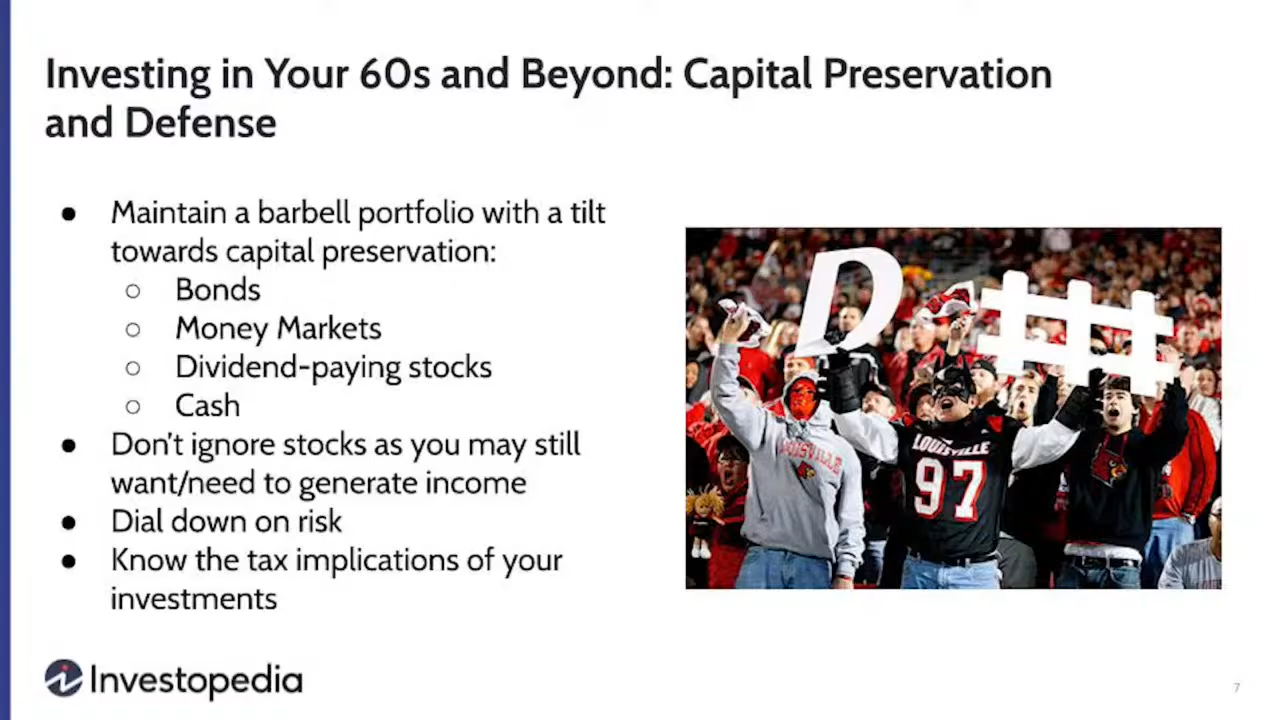 Investing in Your 60s and Beyond: Capital Preservation
and Defense
● Maintain a barbell portfolio with a tilt
towards capital preservation:
○ Bonds
○ Money Markets
○ Dividend-paying stocks
○ Cash
● Don't ignore stocks as you may still
want/need to generate income
● Dial down on risk
● Know the tax implications of your
investments
D
LOUISVILLE
LOUISVILLE
97
Investopedia
7